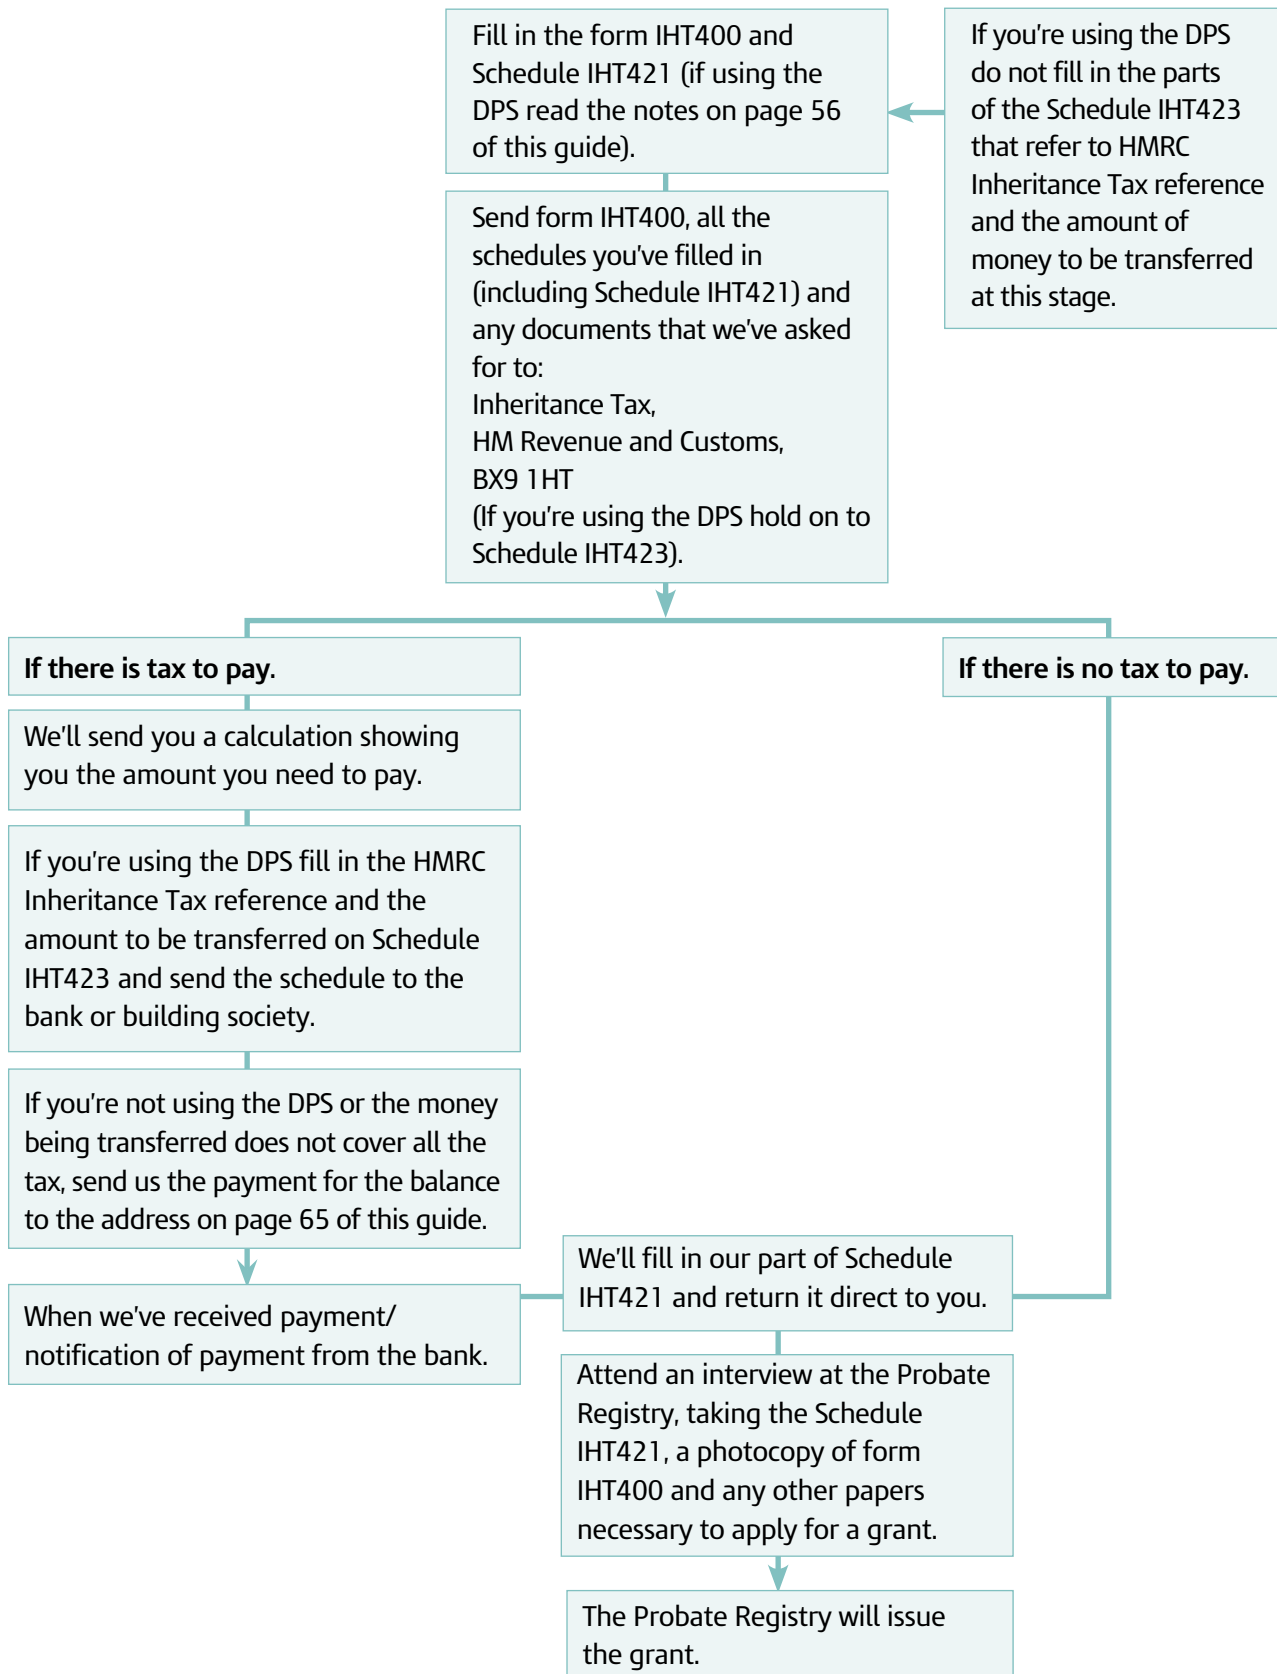 Fill in the form IHT400 and
Schedule IHT421 (if using the
DPS read the notes on page 56
of this guide).
If you're using the DPS
do not fill in the parts
of the Schedule IHT423
that refer to HMRC
Inheritance Tax reference
and the amount of
money to be transferred
at this stage.
Send form IHT400, all the
schedules you've filled in
(including Schedule IHT421) and
any documents that we've asked
for to:
Inheritance Tax,
HM Revenue and Customs,
BX9 1HT
(If you're using the DPS hold on to
Schedule IHT423).
If there is tax to pay.
If there is no tax to pay.
We'll send you a calculation showing
you the amount you need to pay.
If you're using the DPS fill in the HMRC
Inheritance Tax reference and the
amount to be transferred on Schedule
IHT423 and send the schedule to the
bank or building society.
If you're not using the DPS or the money
being transferred does not cover all the
tax, send us the payment for the balance
to the address on page 65 of this guide.
When we've received payment/
notification of payment from the bank.
We'll fill in our part of Schedule
IHT421 and return it direct to you.
Attend an interview at the Probate
Registry, taking the Schedule
IHT421, a photocopy of form
IHT400 and any other papers
necessary to apply for a grant.
The Probate Registry will issue
the grant.